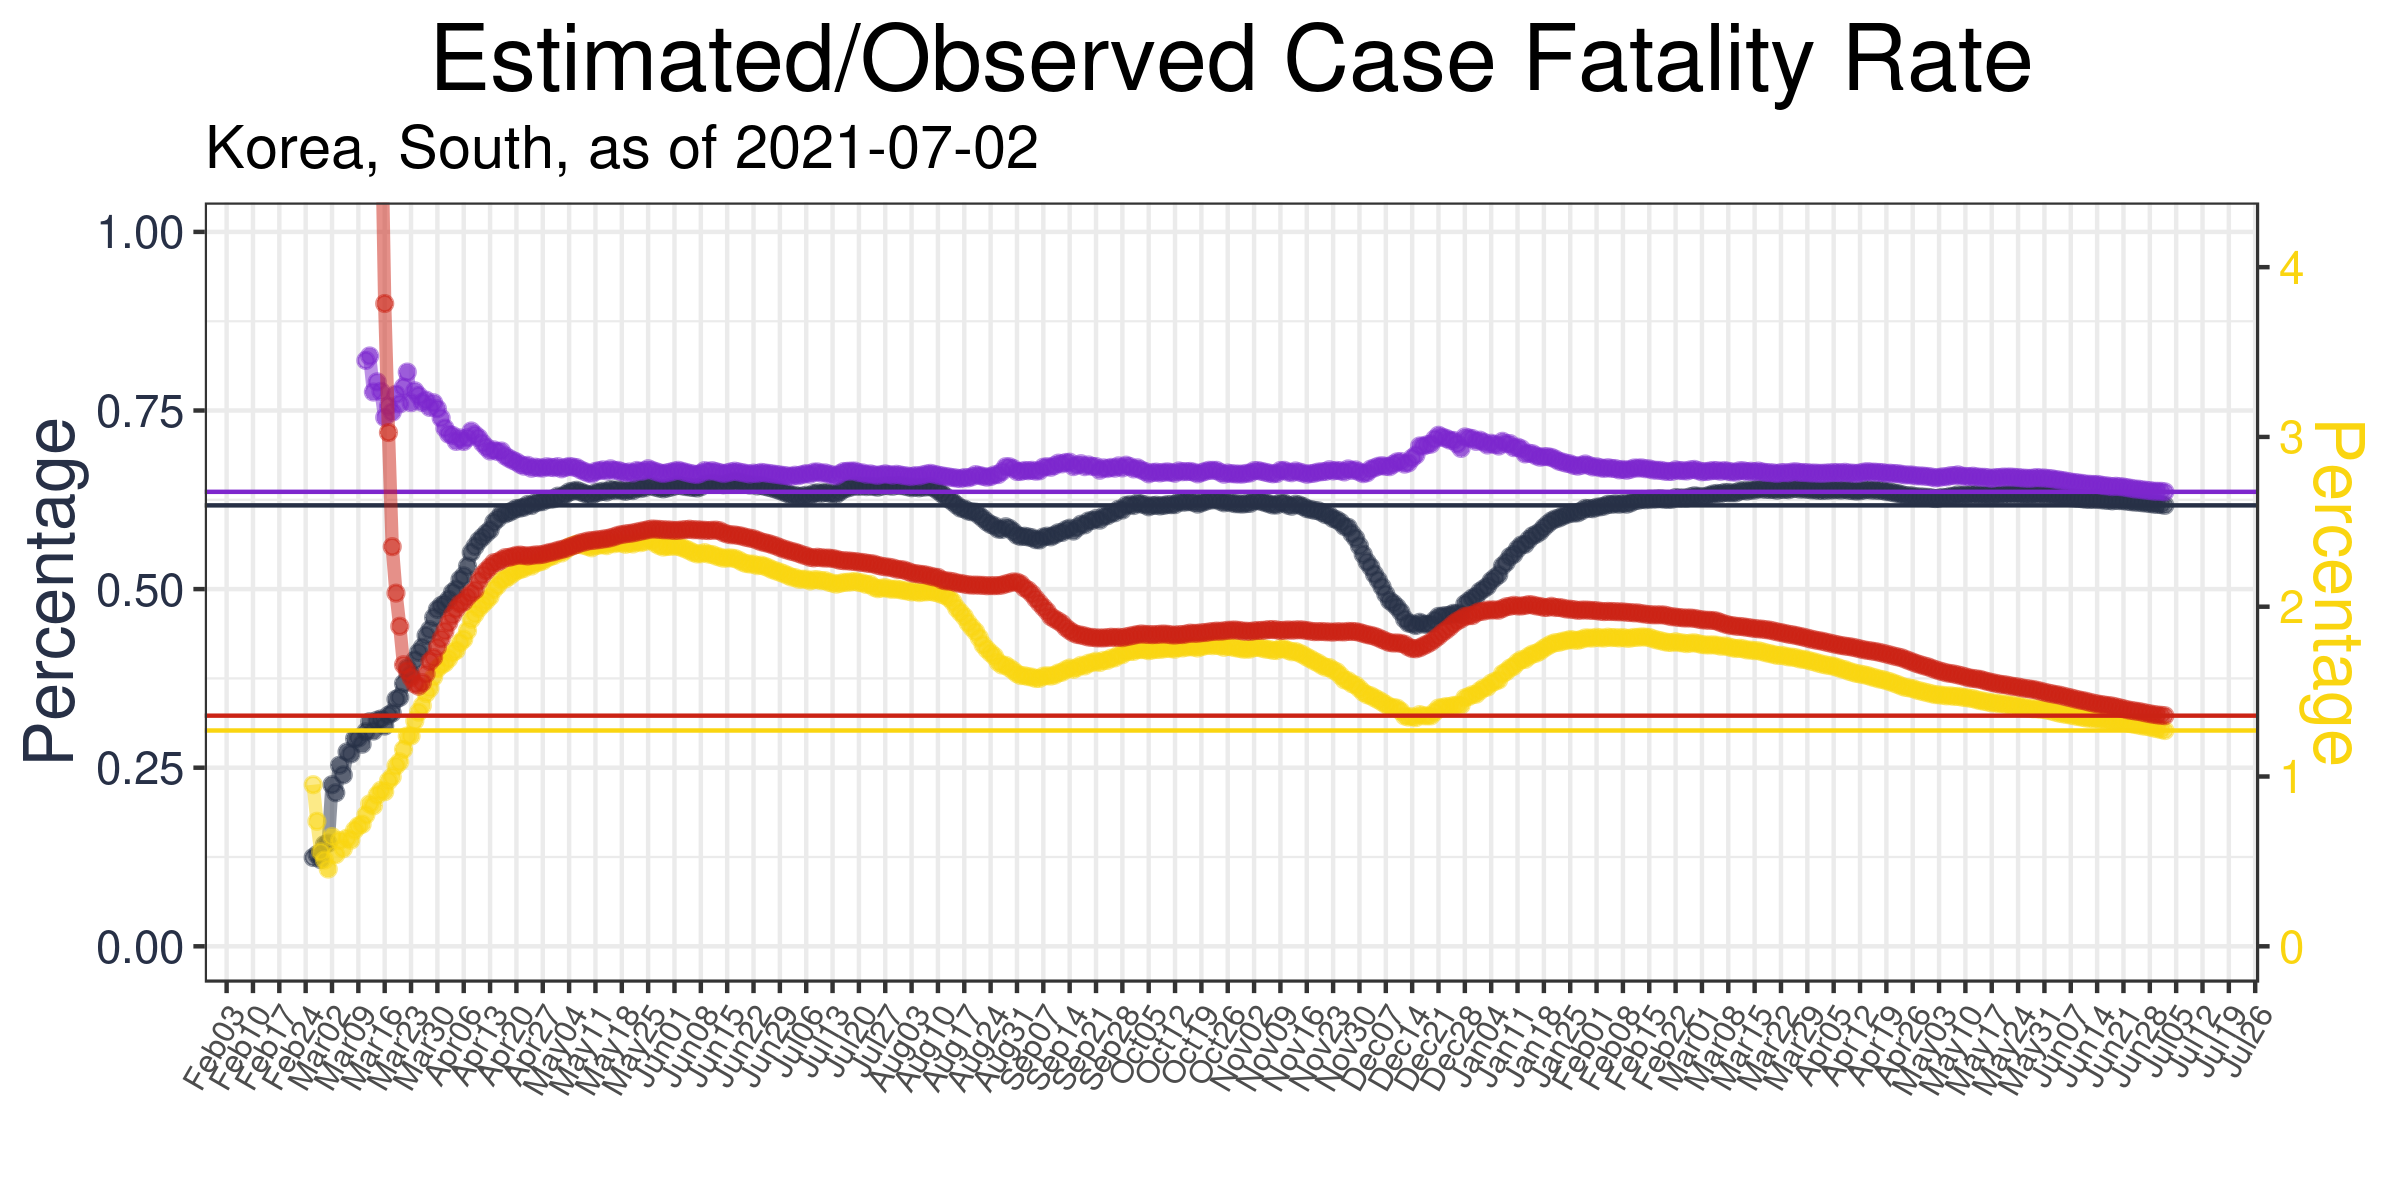 Estimated/Observed Case Fatality Rate
Korea, South, as of 2021-07-02
Percentage
1.00
0.75
0.50
0.25
0.00
4
3
2
1
0
Percentage
Feb03
Feb10
Feb17
Feb24
Mar02
Mar09
Mar16
Mar23
Mar30
Apr06
Apr13
Apr20
Apr27
May04
May11
May18
May25
Jun01
Jun08
Jun15
Jun22
Jun29
Jul06
Jul13
Jul20
Jul27
Aug03
Aug10
Aug17
Aug24
Aug31
Sep07
Sep14
Sep21
Sep28
Oct05
Oct12
Oct19
Oct26
Nov02
Nov09
Nov16
Nov23
Nov30
Dec07
Dec14
Dec21
Dec28
Jan04
Jan11
Jan18
Jan25
Feb01
Feb08
Feb15
Feb22
Mar01
Mar08
Mar15
Mar22
Mar29
Apr05
Apr12
Apr19
Apr26
May03
May10
May17
May24
May31
Jun07
Jun14
Jun21
Jun28
Jul05
Jul12
Jul19
Jul26